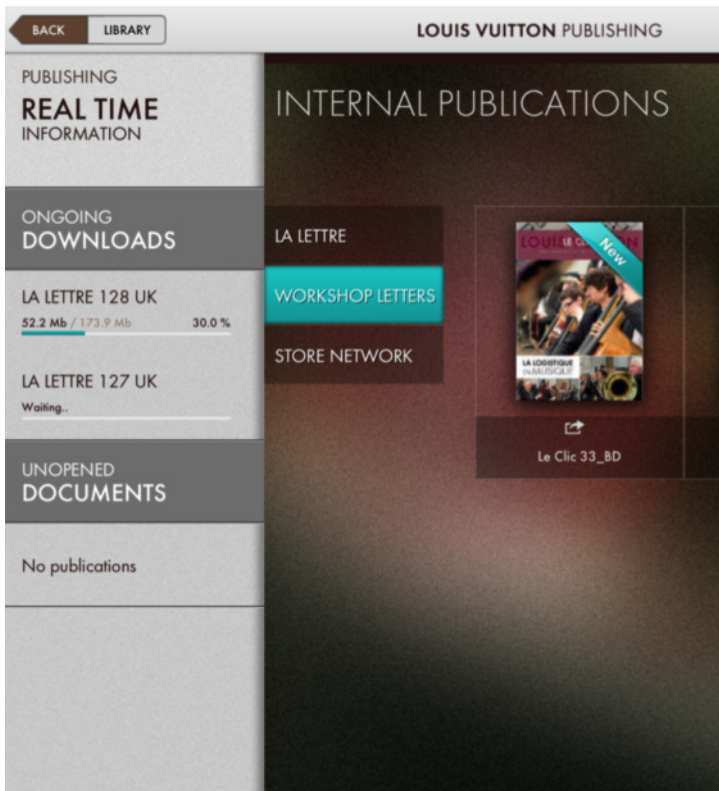 BACK
LIBRARY
LOUIS VUITTON PUBLISHING
PUBLISHING
REAL TIME
INFORMATION
ONGOING
DOWNLOADS
LA LETTRE 128 UK
52.2 Mb / 173.9 Mb 30.0 %
LA LETTRE 127 UK
Waiting..
UNOPENED
DOCUMENTS
No publications
INTERNAL PUBLICATIONS
LA LETTRE
WORKSHOP LETTERS
STORE NETWORK
New
LA LOGISTIQUE
EN MUSIQUE
Le Clic 33_BD